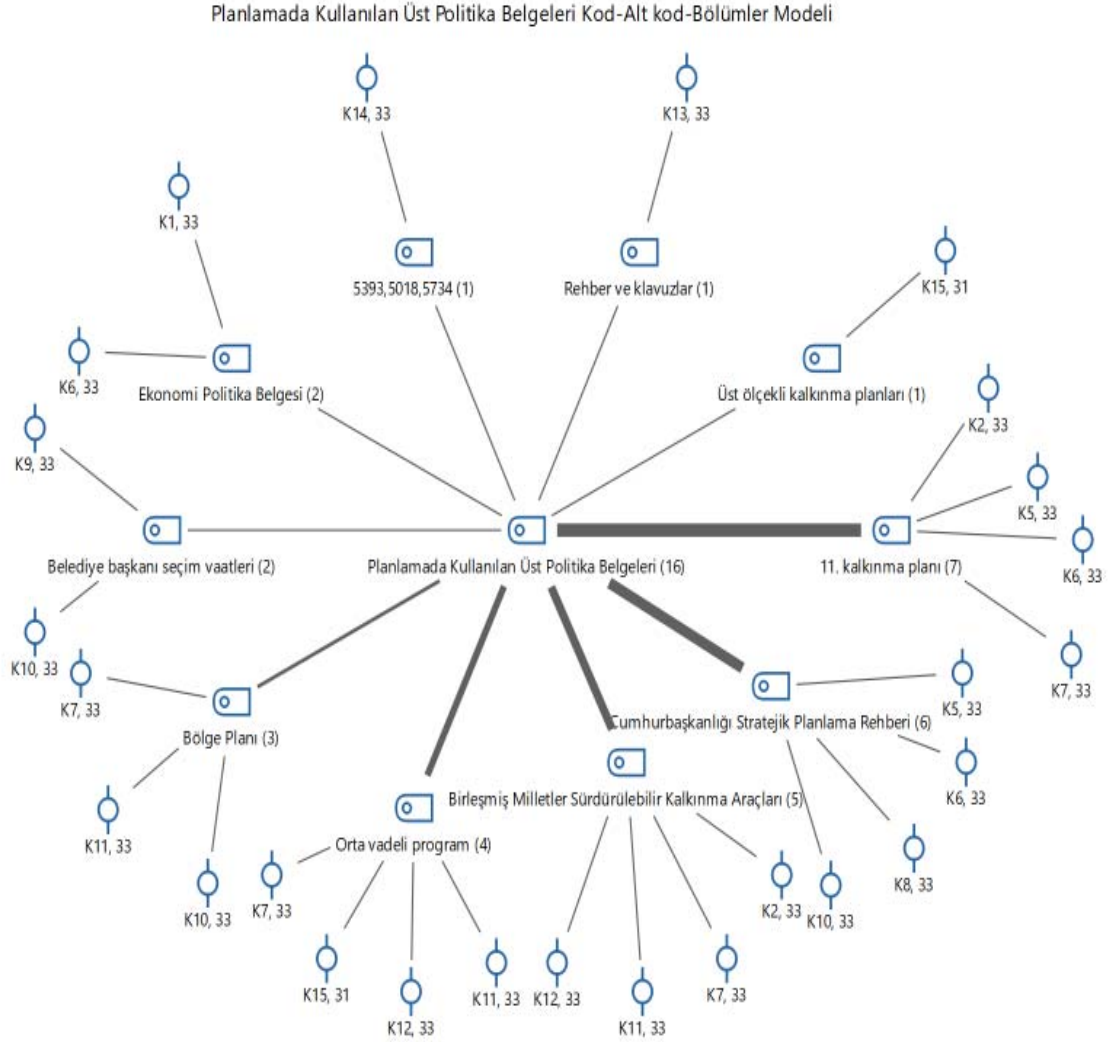 Planlamada Kullanılan Üst Politika Belgeleri Kod-Alt kod-Bölümler Modeli
K14, 33
K13, 33
K1, 33
5393,5018,5734 (1)
Rehber ve klavuzlar (1)
K15, 31
K6, 33
Ekonomi Politika Belgesi (2)
Üst ölçekli kalkınma planları (1)
K2, 33
K9, 33
K5, 33
Belediye başkanı seçim vaatleri (2)
Planlamada Kullanılan Üst Politika Belgeleri (16)
11. kalkınma planı (7)
K6, 33
K10, 33
K7, 33
K7, 33
K5, 33
Bölge Planı (3)
Cumhurbaşkanlığı Stratejik Planlama Rehberi (6)
K6, 33
Birleşmiş Milletler Sürdürülebilir Kalkınma Araçları (5)
K11, 33
Orta vadeli program (4)
K8, 33
K10, 33
K7, 33
K2, 33
K10, 33
K15, 31
K12, 33
K11, 33
K12, 33
K11, 33
K7, 33